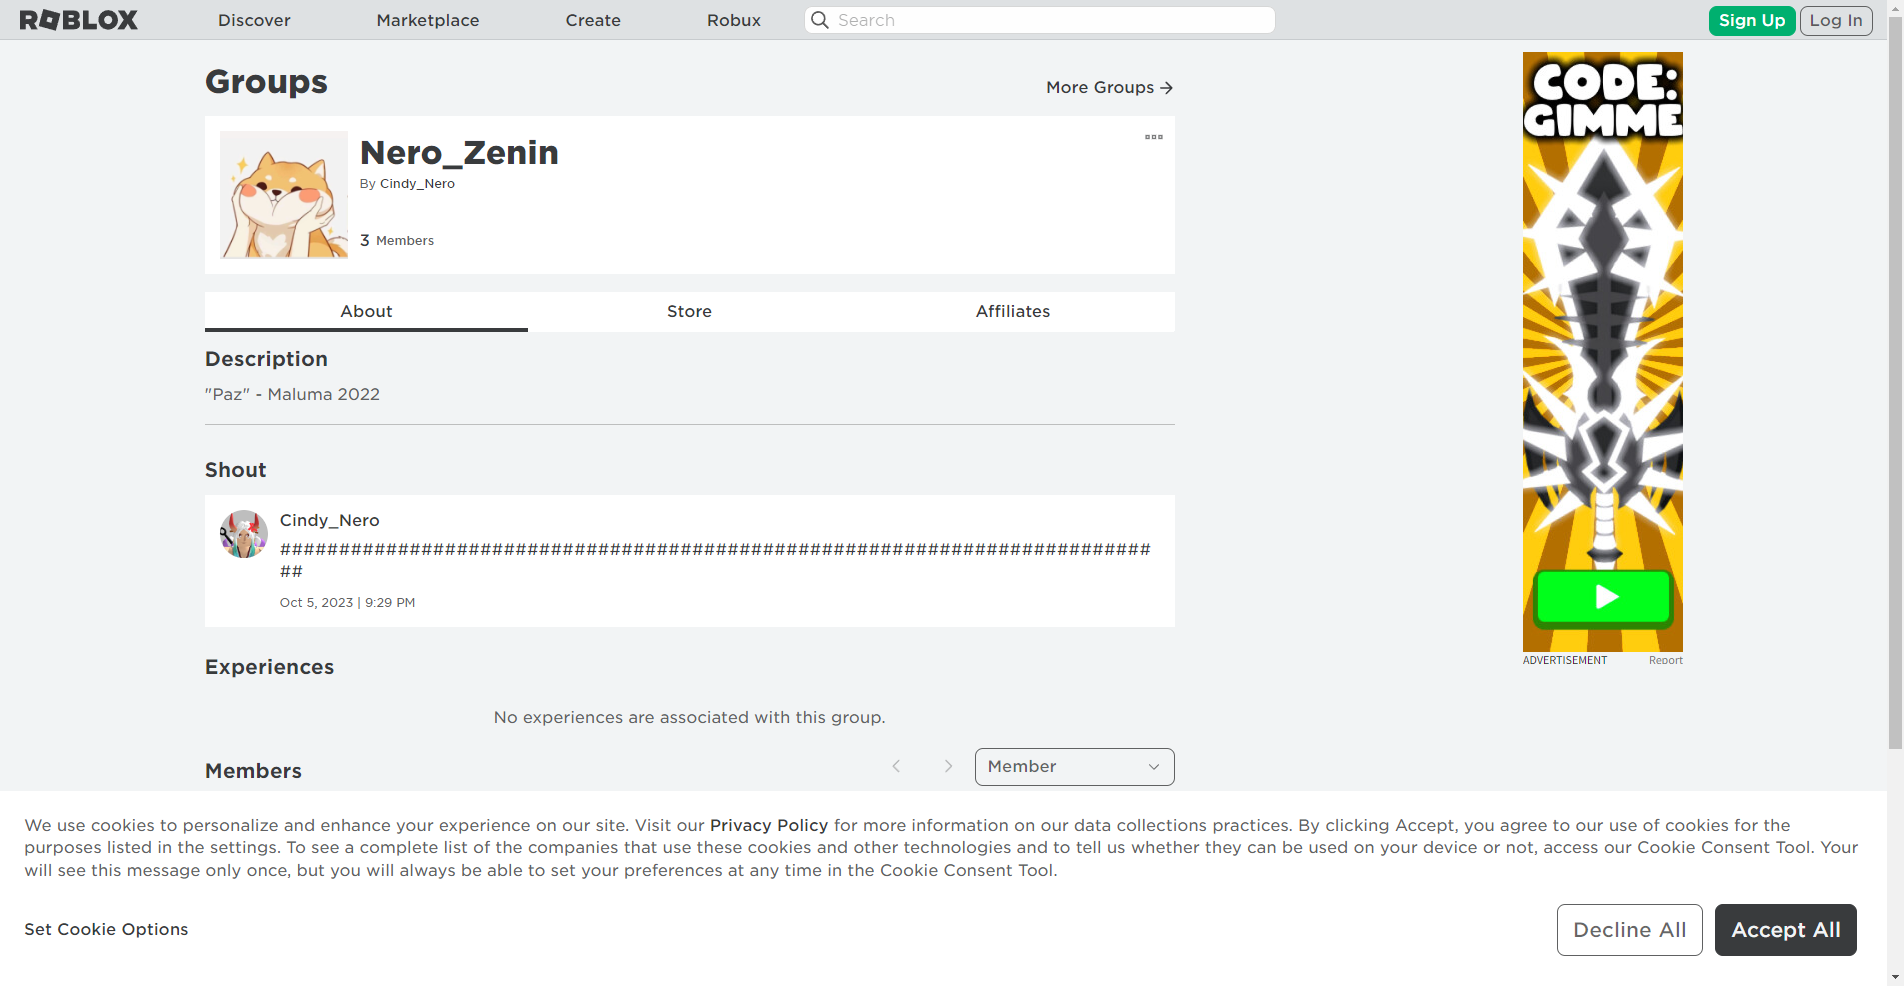 ROBLOX
Discover
Marketplace
Create
Robux
Search
Sign Up
Log In
Groups
More Groups
Nero_Zenin
By Cindy_Nero
3 Members
About
Store
Affiliates
Description
"Paz" - Maluma 2022
Shout
Cindy_Nero
##########################################################################
##
Oct 5, 2023 | 9:29 PM
Experiences
No experiences are associated with this group.
Members
Member
CODE:
GIMME
ADVERTISEMENT
Report
We use cookies to personalize and enhance your experience on our site. Visit our Privacy Policy for more information on our data collections practices. By clicking Accept, you agree to our use of cookies for the
purposes listed in the settings. To see a complete list of the companies that use these cookies and other technologies and to tell us whether they can be used on your device or not, access our Cookie Consent Tool. Your
will see this message only once, but you will always be able to set your preferences at any time in the Cookie Consent Tool.
Set Cookie Options
Decline All
Accept All